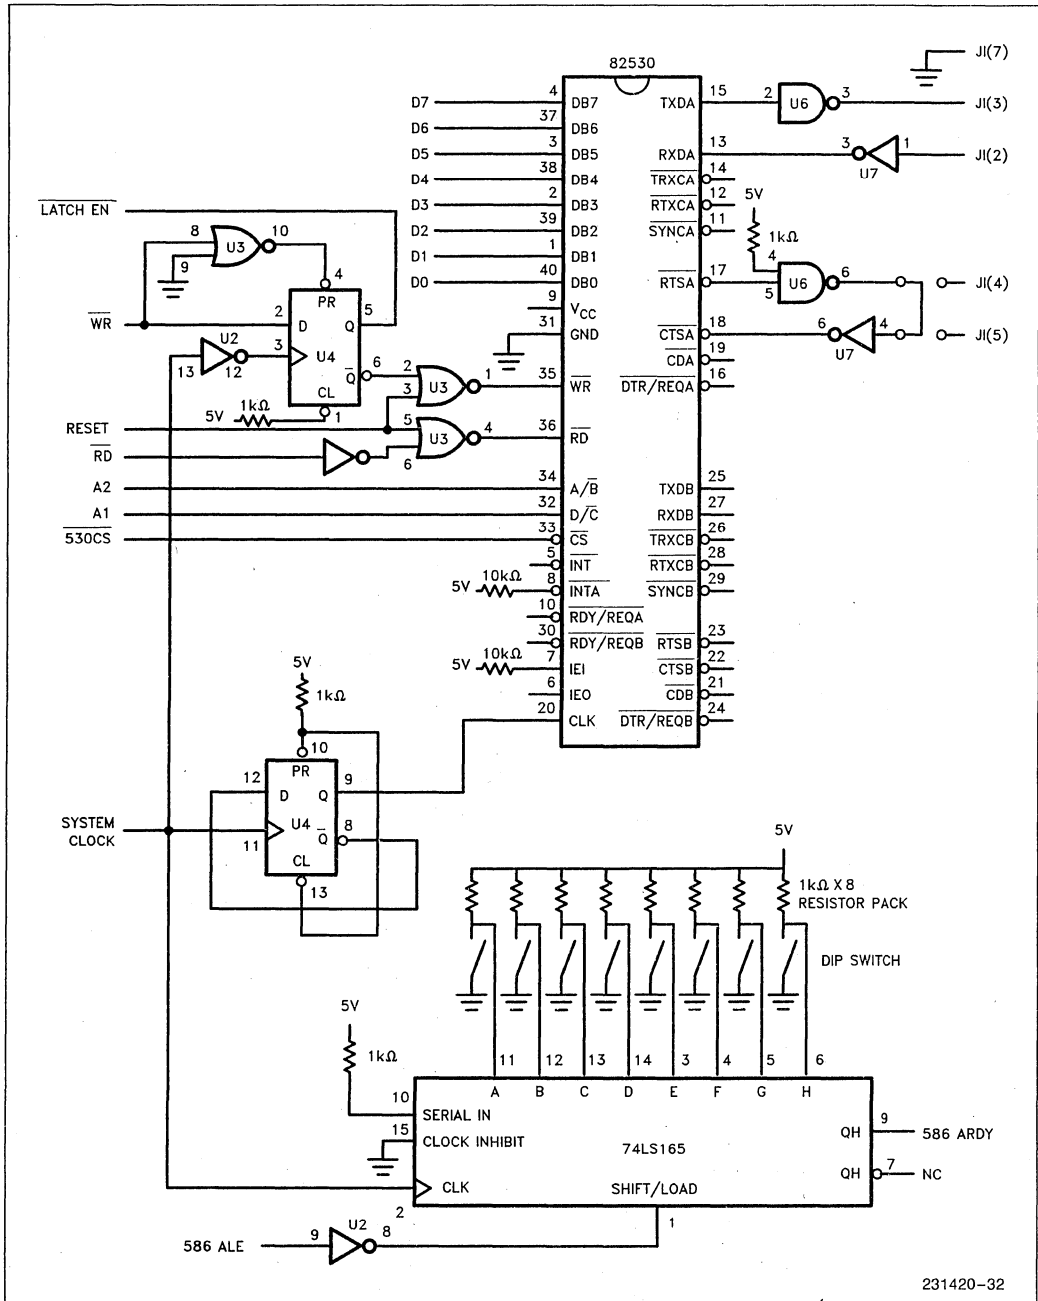 82530
JI(7)
D7 4 DB7 TXDA 15 2 U6 3 JI(3)
D6 37 DB6
D5 3 DB5 RXDA 13 3 U7 1 JI(2)
D4 38 DB4 TRXCA 14
D3 2 DB3 RTXCA 12
D2 39 DB2 SYNCA 11
5V
1kΩ
D1 1 DB1
D0 40 DB0 RTSA 17 4 5 U6 6 JI(4)
9 VCC
31 GND CTSA 18 6 U7 4 JI(5)
CDA 19
35 WR DTR/REQA 16
36 RD
LATCH EN
8 9 U3 10
4
PR
WR 2 D Q 5
U2
13 12 3 U4
Q 6
CL
1
5V 1kΩ
2 3 U3 1
RESET 5
U3 4
RD 6
A2 34 A/B TXDB 25
A1 32 D/C RXDB 27
530CS 33 CS TRXCB 26
5 INT RTXCB 28
5V 10kΩ 8 INTA SYNCB 29
10 RDY/REQA
30 RDY/REQB RTSB 23
5V 10kΩ 7 IEI CTSB 22
6 IEO CDB 21
20 CLK DTR/REQB 24
5V
1kΩ
10
PR
12 D Q 9
SYSTEM
CLOCK
11 U4 Q 8
CL
13
5V
1kΩ X 8
RESISTOR PACK
DIP SWITCH
5V
1kΩ
11 12 13 14 3 4 5 6
A B C D E F G H
10 SERIAL IN
15 CLOCK INHIBIT
74LS165
QH 9 586 ARDY
QH 7 NC
CLK
2
SHIFT/LOAD
1
586 ALE 9 U2 8
231420-32